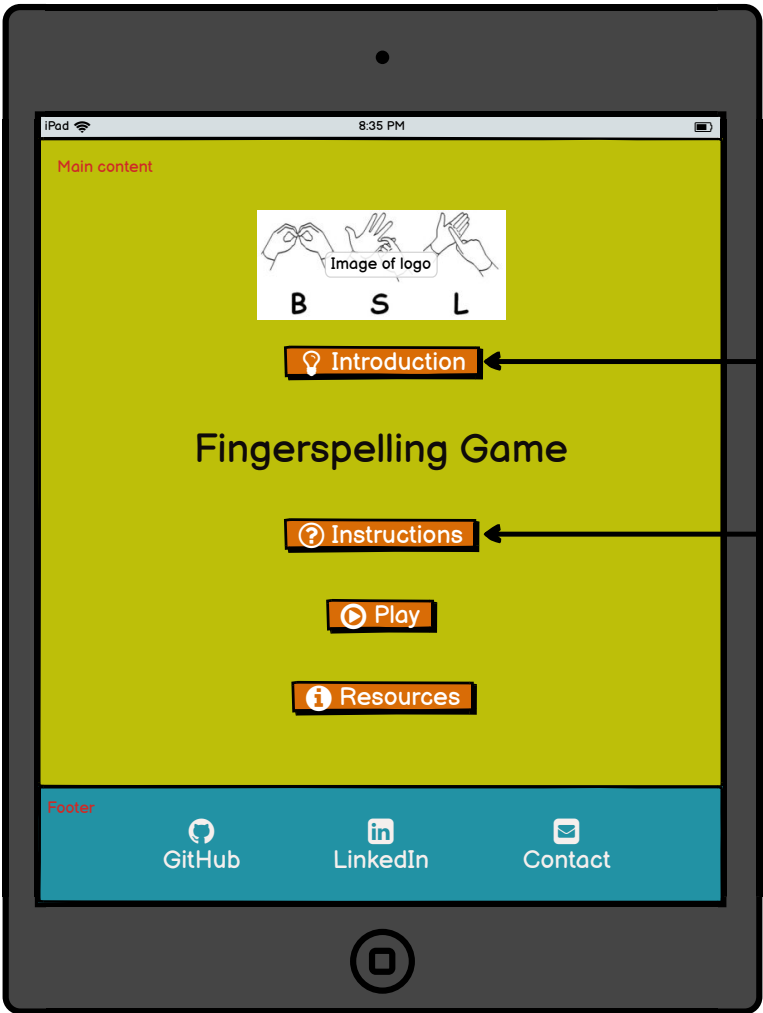 iPad 8:35 PM
Main content
Image of logo
B S L
Introduction
Fingerspelling Game
Instructions
Play
Resources
Footer
GitHub LinkedIn Contact